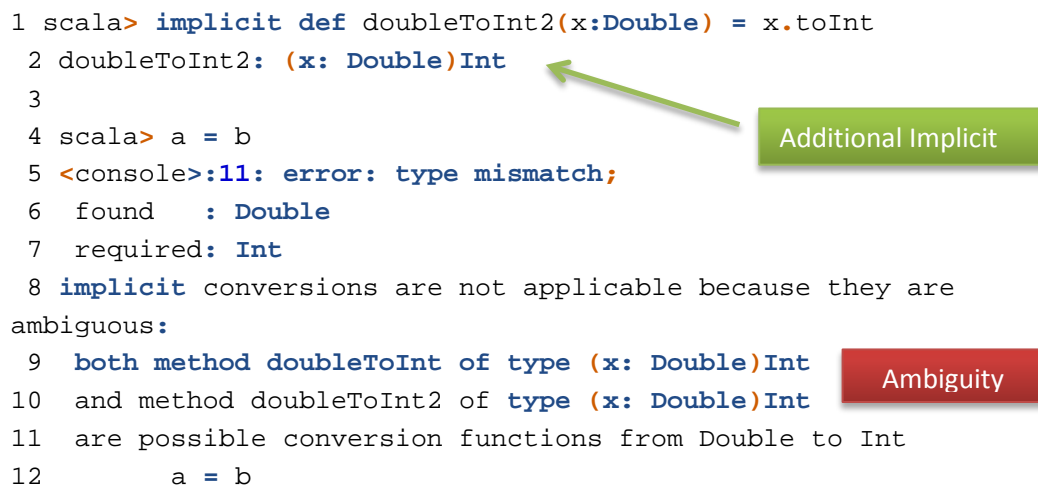 1 scala> implicit def doubleToInt2(x:Double) = x.toInt
2 doubleToInt2: (x: Double)Int
3
Additional Implicit
4 scala> a = b
5 <console>:11: error: type mismatch;
6  found   : Double
7  required: Int
8 implicit conversions are not applicable because they are
ambiguous:
9  both method doubleToInt of type (x: Double)Int
Ambiguity
10  and method doubleToInt2 of type (x: Double)Int
11  are possible conversion functions from Double to Int
12         a = b